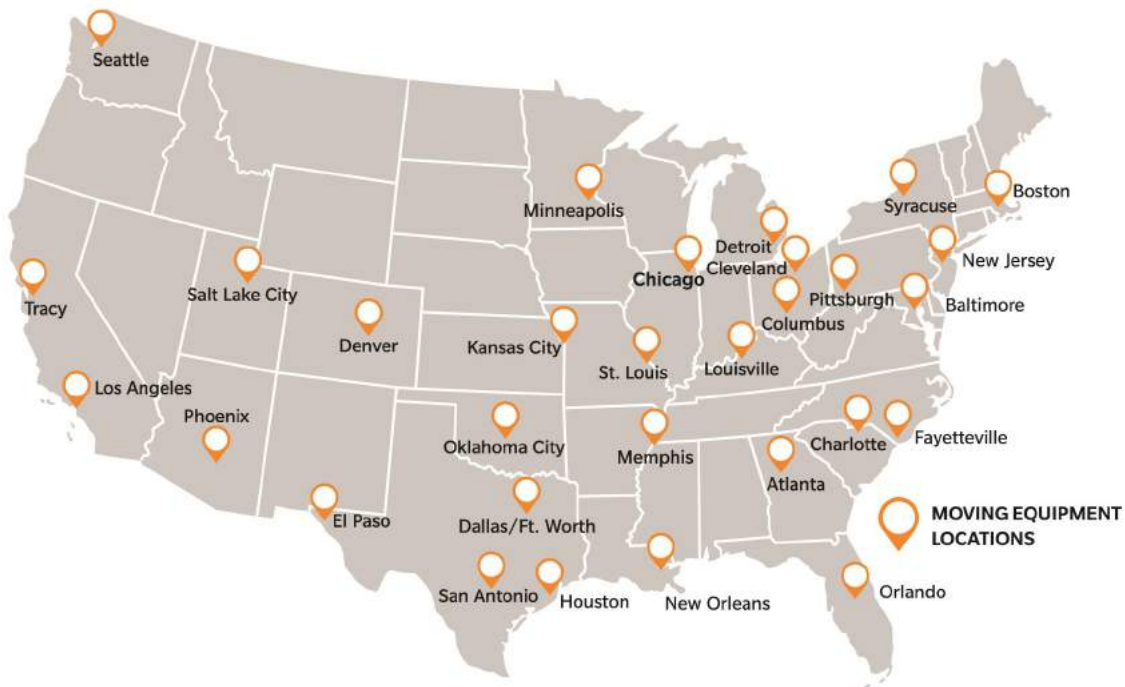 Seattle
Minneapolis
Syracuse
Boston
Detroit
Cleveland
Chicago
New Jersey
Salt Lake City
Tracy
Pittsburgh
Baltimore
Columbus
Denver
Kansas City
St. Louis
Louisville
Los Angeles
Phoenix
Oklahoma City
Memphis
Charlotte
Fayetteville
Atlanta
El Paso
Dallas/Ft. Worth
MOVING EQUIPMENT
LOCATIONS
San Antonio
Houston
New Orleans
Orlando